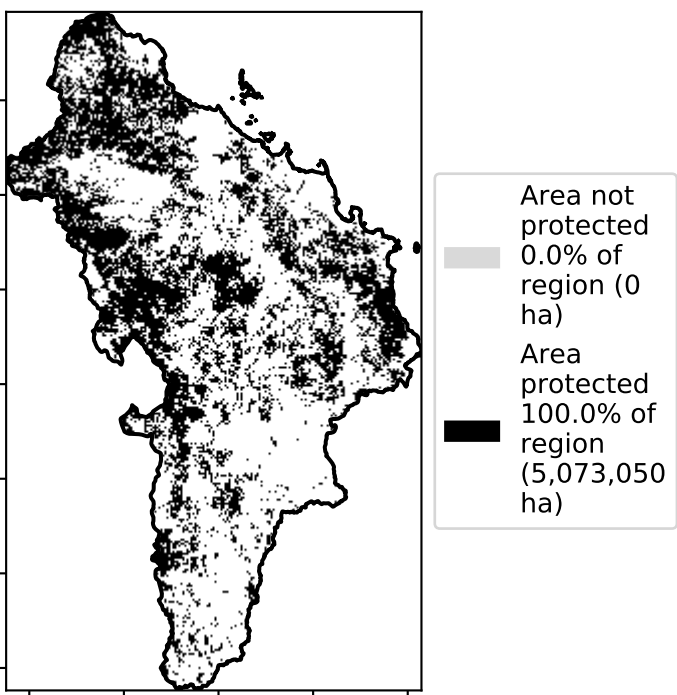 Area not
protected
0.0% of
region (0
ha)
Area
protected
100.0% of
region
(5,073,050
ha)